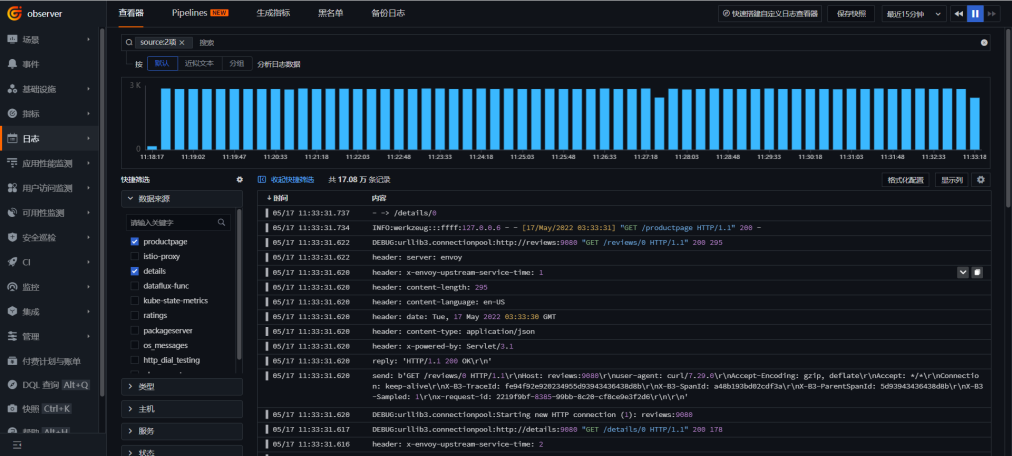 observer
查看器 Pipelines NEW 生成指标 黑名单 备份日志
快速搭建自定义日志查看器 保存快照 最近15分钟
场景
事件
基础设施
指标
日志
应用性能监测
用户访问监测
可用性监测
安全巡检
CI
监控
集成
管理
付费计划与账单
DQL 查询 Alt+Q
快照 Ctrl+K
source:2项 × 搜索
按 默认 近似文本 分组 分析日志数据
3 K
0
11:18:17 11:19:02 11:19:47 11:20:33 11:21:18 11:22:03 11:22:48 11:23:33 11:24:18 11:25:03 11:25:48 11:26:33 11:27:18 11:28:03 11:28:48 11:29:33 11:30:18 11:31:03 11:31:48 11:32:33 11:33:18
快捷筛选
数据来源
请输入关键字
productpage
istio-proxy
details
dataflux-func
kube-state-metrics
ratings
packageserver
os_messages
http_dial_testing
类型
主机
服务
状态
收起快捷筛选 共 17.08 万 条记录
格式化配置 显示列
时间 内容
05/17 11:33:31.737 - -> /details/0
05/17 11:33:31.734 INFO:werkzeug:::ffff:127.0.0.6 - - [17/May/2022 03:33:31] "GET /productpage HTTP/1.1" 200 -
05/17 11:33:31.622 DEBUG:urllib3.connectionpool:http://reviews:9080 "GET /reviews/0 HTTP/1.1" 200 295
05/17 11:33:31.622 header: server: envoy
05/17 11:33:31.620 header: x-envoy-upstream-service-time: 1
05/17 11:33:31.620 header: content-length: 295
05/17 11:33:31.620 header: content-language: en-US
05/17 11:33:31.620 header: date: Tue, 17 May 2022 03:33:30 GMT
05/17 11:33:31.620 header: content-type: application/json
05/17 11:33:31.620 header: x-powered-by: Servlet/3.1
05/17 11:33:31.620 reply: 'HTTP/1.1 200 OK\r\n'
05/17 11:33:31.620 send: b'GET /reviews/0 HTTP/1.1\r\nHost: reviews:9080\r\nuser-agent: curl/7.29.0\r\nAccept-Encoding: gzip, deflate\r\nAccept: */*\r\nConnectio
n: keep-alive\r\nX-B3-TraceId: fe94f92e920234955d93943436438d8b\r\nX-B3-SpanId: a48b193bd02cdf3a\r\nX-B3-ParentSpanId: 5d93943436438d8b\r\nX-B3
-Sampled: 1\r\nx-request-id: 2219f9bf-8385-99bb-8c20-cf8ce9e3f2d6\r\n\r\n'
05/17 11:33:31.620 DEBUG:urllib3.connectionpool:Starting new HTTP connection (1): reviews:9080
05/17 11:33:31.617 DEBUG:urllib3.connectionpool:http://details:9080 "GET /details/0 HTTP/1.1" 200 178
05/17 11:33:31.616 header: x-envoy-upstream-service-time: 2